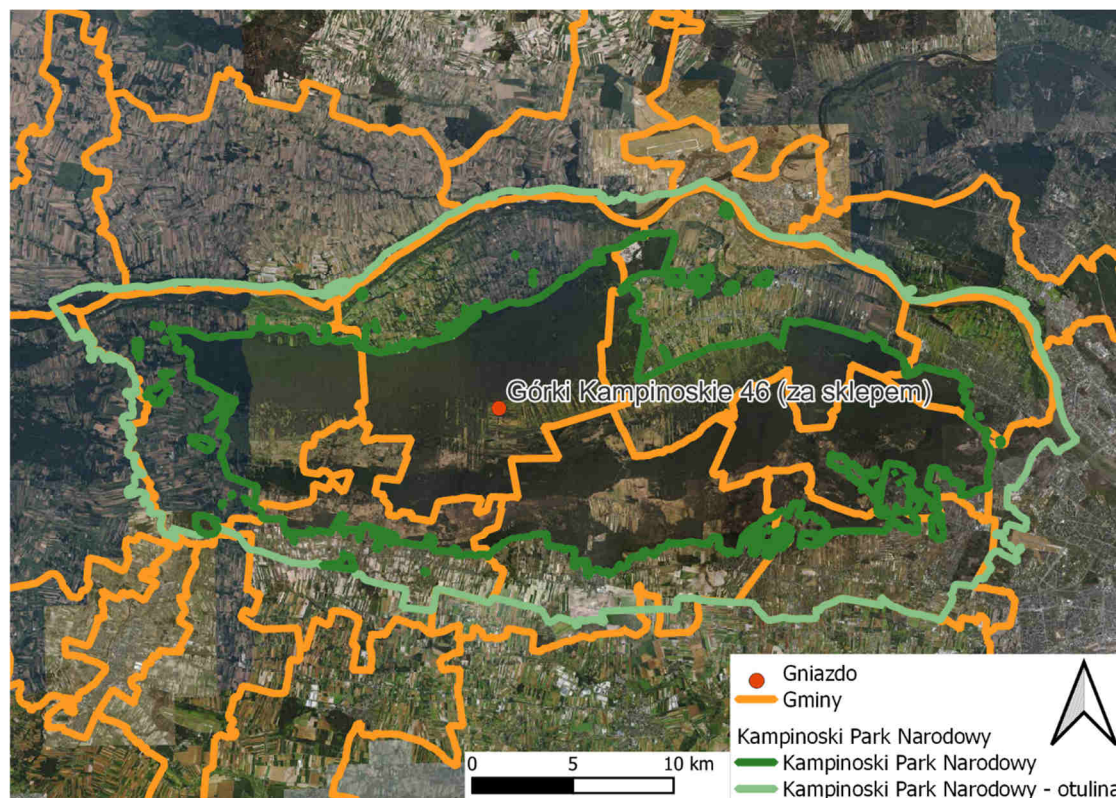 Górki Kampinoskie 46 (za sklepem)
Gniazdo
Gminy
Kampinoski Park Narodowy
Kampinoski Park Narodowy
Kampinoski Park Narodowy - otulina
0 5 10 km